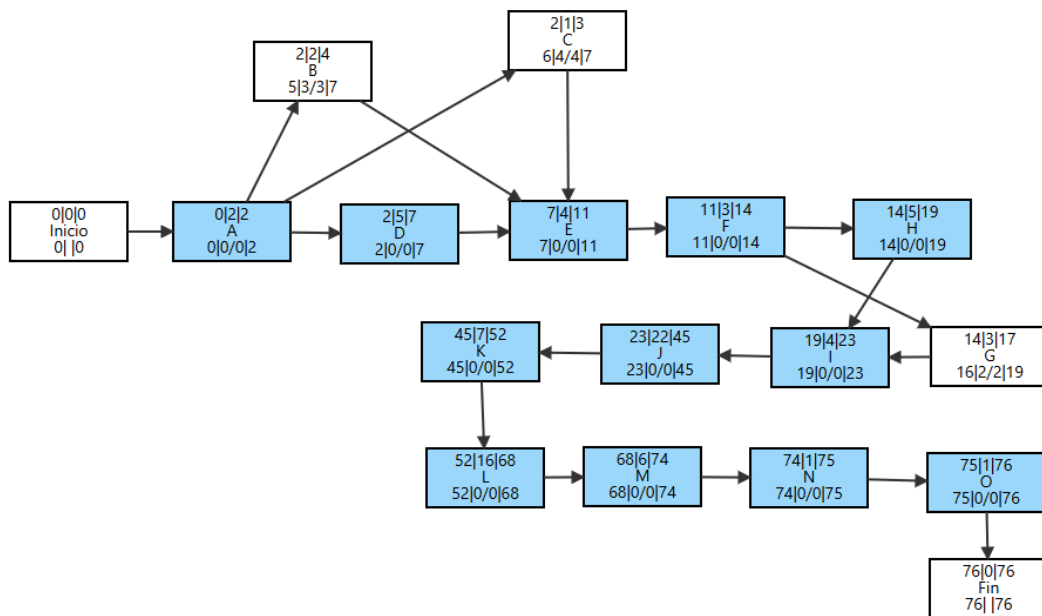 2|1|3
C
6|4/4|7
2|2|4
B
5|3/3|7
0|0|0
Inicio
0| |0
0|2|2
A
0|0/0|2
2|5|7
D
2|0/0|7
7|4|11
E
7|0/0|11
11|3|14
F
11|0/0|14
14|5|19
H
14|0/0|19
45|7|52
K
45|0/0|52
23|22|45
J
23|0/0|45
19|4|23
I
19|0/0|23
14|3|17
G
16|2/2|19
52|16|68
L
52|0/0|68
68|6|74
M
68|0/0|74
74|1|75
N
74|0/0|75
75|1|76
O
75|0/0|76
76|0|76
Fin
76| |76